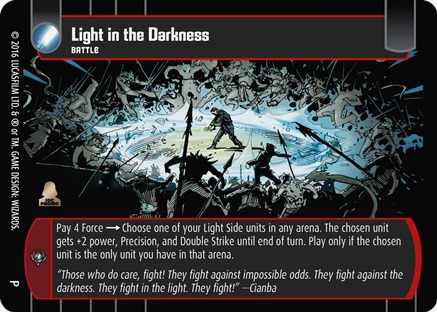 Light in the Darkness
BATTLE
© 2016 LUCASFILM LTD. & ® or TM. GAME DESIGN: WIZARDS.
Pay 4 Force → Choose one of your Light Side units in any arena. The chosen unit
gets +2 power, Precision, and Double Strike until end of turn. Play only if the chosen
unit is the only unit you have in that arena.
“Those who do care, fight! They fight against impossible odds. They fight against the
darkness. They fight in the light. They fight!” —Cianba
P